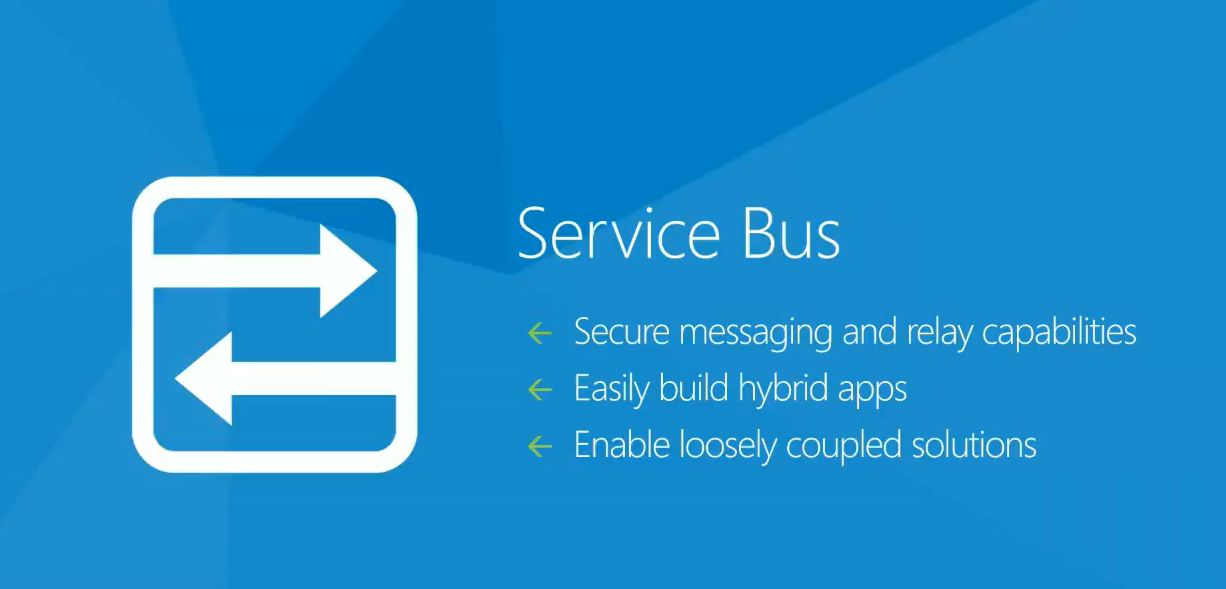 Service Bus
Secure messaging and relay capabilities
Easily build hybrid apps
Enable loosely coupled solutions